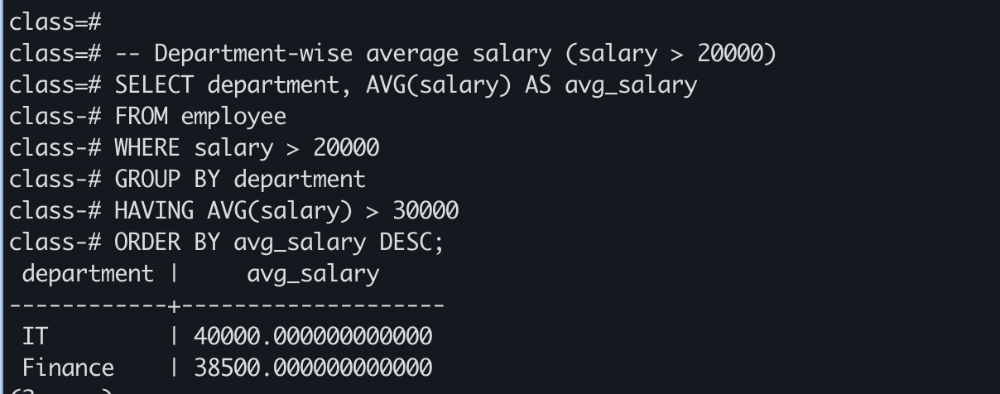 class=#
class=# -- Department-wise average salary (salary > 20000)
class=# SELECT department, AVG(salary) AS avg_salary
class-# FROM employee
class-# WHERE salary > 20000
class-# GROUP BY department
class-# HAVING AVG(salary) > 30000
class-# ORDER BY avg_salary DESC;
 department |     avg_salary
------------+--------------------
 IT         | 40000.000000000000
 Finance    | 38500.000000000000